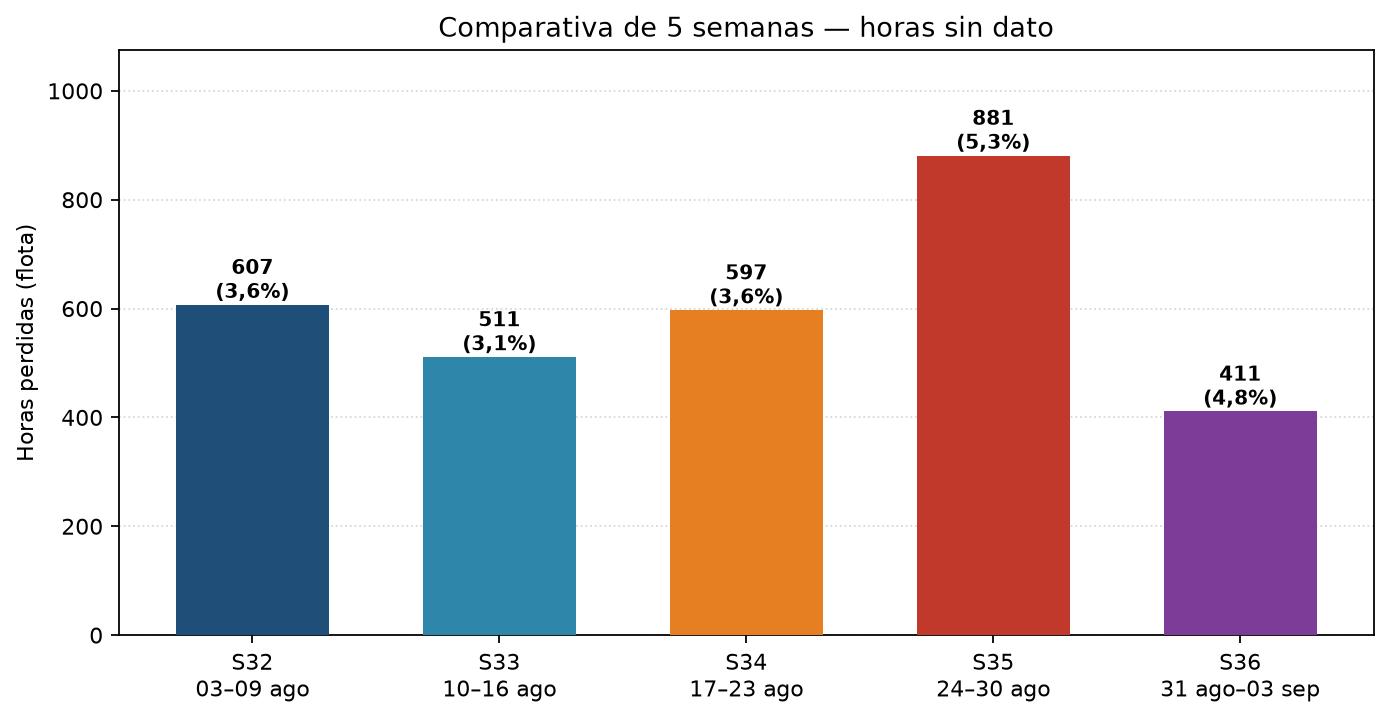 Comparativa de 5 semanas — horas sin dato
Horas perdidas (flota)
1000
800
600
400
200
0
607
(3,6%)
511
(3,1%)
597
(3,6%)
881
(5,3%)
411
(4,8%)
S32
03–09 ago
S33
10–16 ago
S34
17–23 ago
S35
24–30 ago
S36
31 ago–03 sep